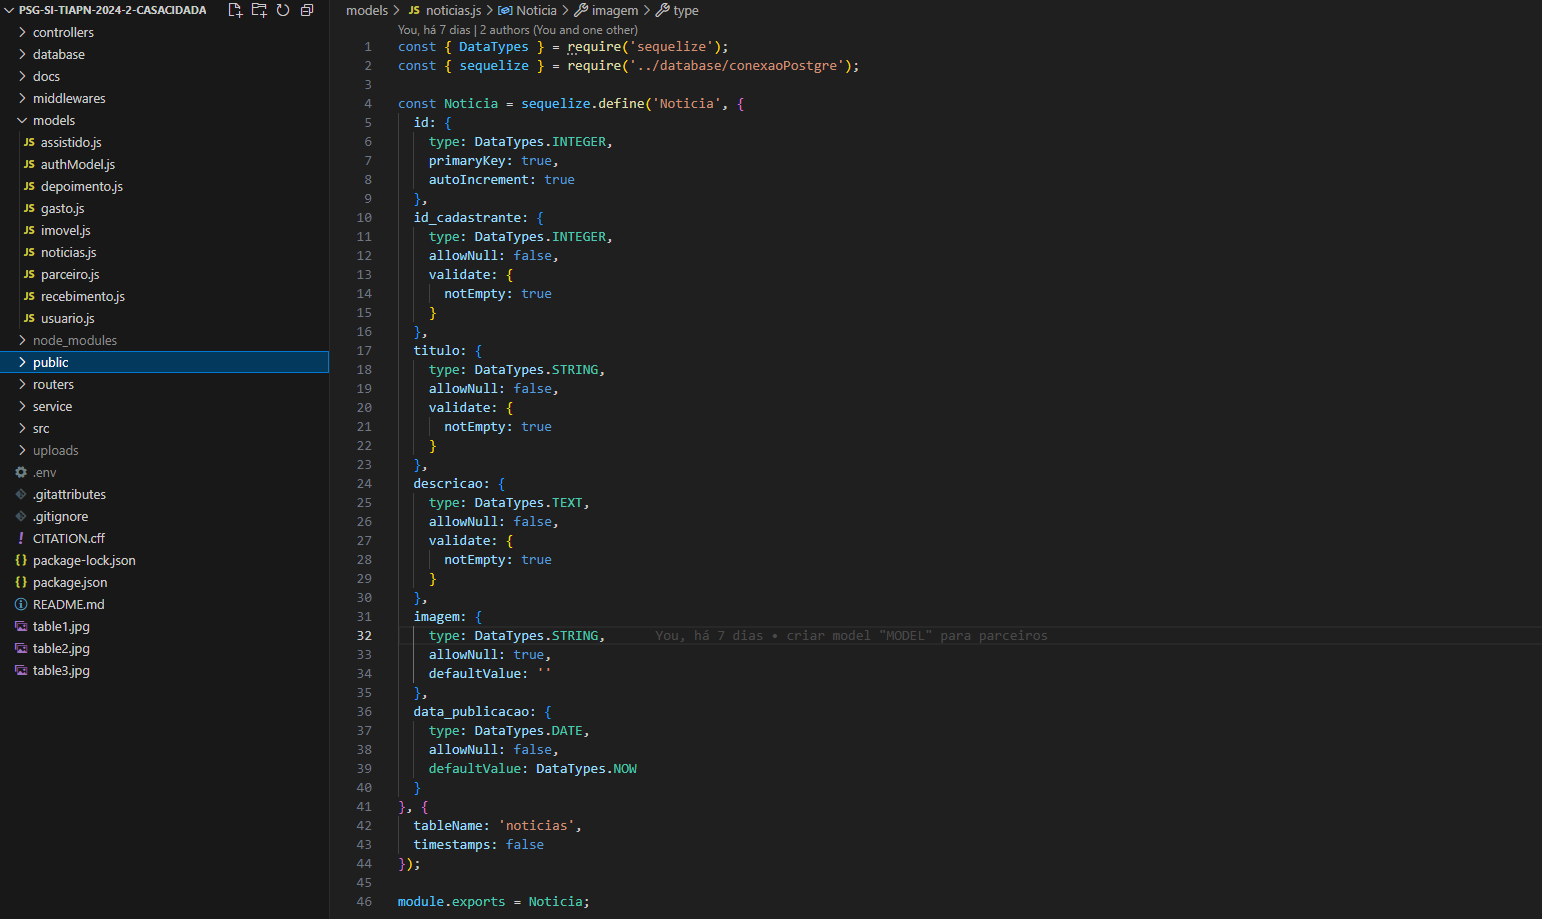 PSG-SI-TIAPN-2024-2-CASACIDADA
controllers
database
docs
middlewares
models
JS assistido.js
JS authModel.js
JS depoimento.js
JS gasto.js
JS imovel.js
JS noticias.js
JS parceiro.js
JS recebimento.js
JS usuario.js
node_modules
public
routers
service
src
uploads
.env
.gitattributes
.gitignore
! CITATION.cff
{} package-lock.json
{} package.json
README.md
table1.jpg
table2.jpg
table3.jpg
models > JS noticias.js > Noticia > imagem > type
You, há 7 dias | 2 authors (You and one other)
1 const { DataTypes } = require('sequelize');
2 const { sequelize } = require('../database/conexaoPostgre');
3
4 const Noticia = sequelize.define('Noticia', {
5 id: {
6 type: DataTypes.INTEGER,
7 primaryKey: true,
8 autoIncrement: true
9 },
10 id_cadastrante: {
11 type: DataTypes.INTEGER,
12 allowNull: false,
13 validate: {
14 notEmpty: true
15 }
16 },
17 titulo: {
18 type: DataTypes.STRING,
19 allowNull: false,
20 validate: {
21 notEmpty: true
22 }
23 },
24 descricao: {
25 type: DataTypes.TEXT,
26 allowNull: false,
27 validate: {
28 notEmpty: true
29 }
30 },
31 imagem: {
32 type: DataTypes.STRING, You, há 7 dias • criar model "MODEL" para parceiros
33 allowNull: true,
34 defaultValue: ''
35 },
36 data_publicacao: {
37 type: DataTypes.DATE,
38 allowNull: false,
39 defaultValue: DataTypes.NOW
40 }
41 }, {
42 tableName: 'noticias',
43 timestamps: false
44 });
45
46 module.exports = Noticia;